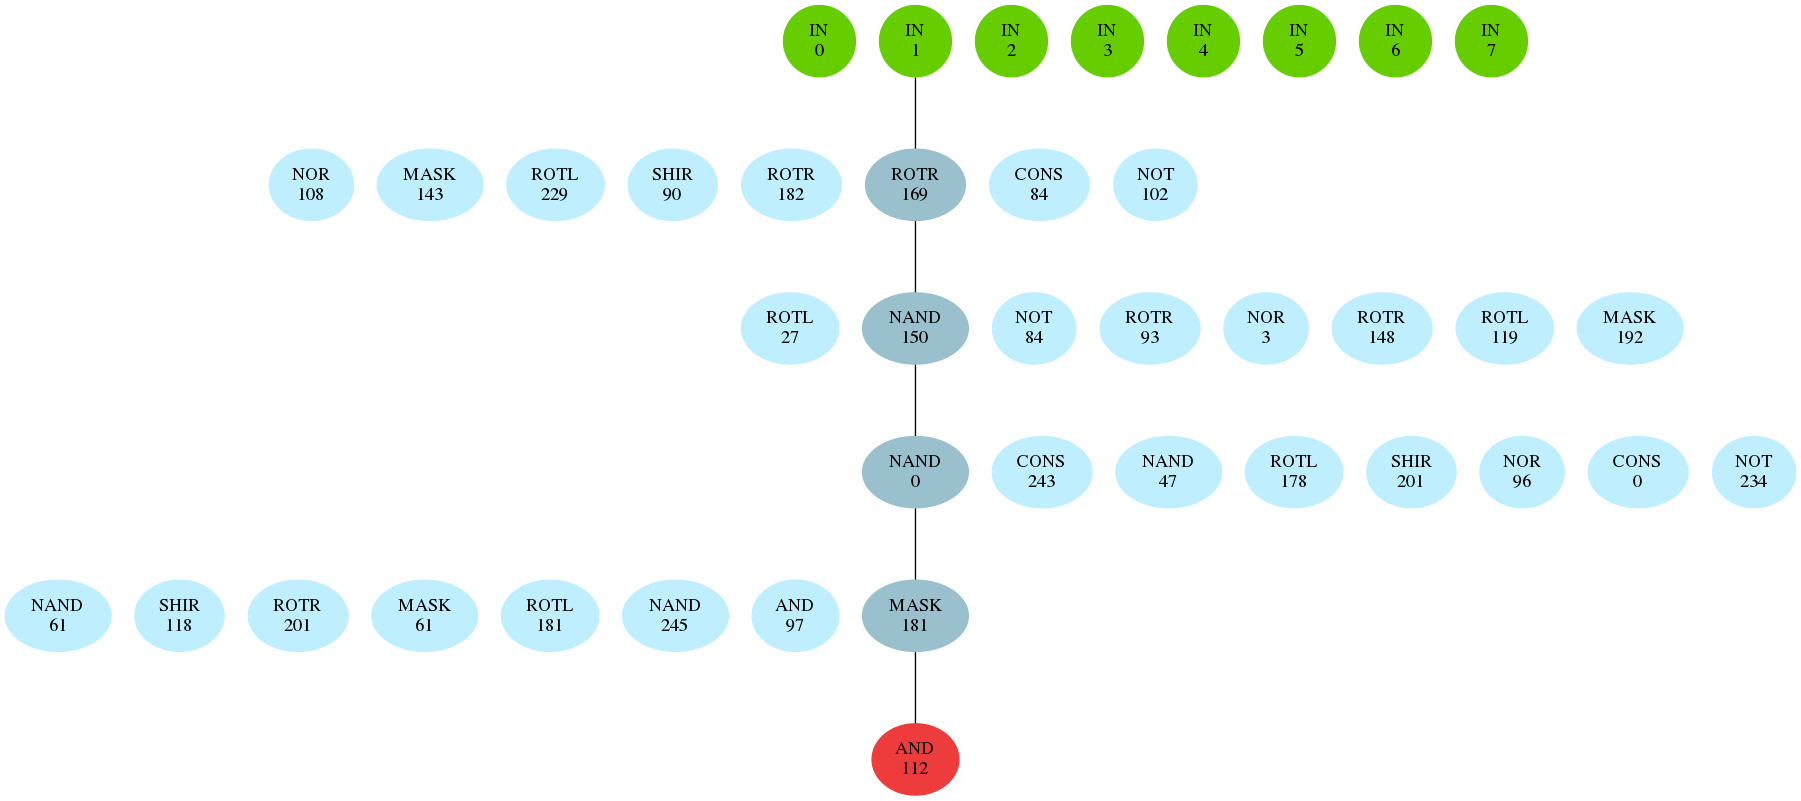 IN
0
IN
1
IN
2
IN
3
IN
4
IN
5
IN
6
IN
7
NOR
108
MASK
143
ROTL
229
SHIR
90
ROTR
182
ROTR
169
CONS
84
NOT
102
ROTL
27
NAND
150
NOT
84
ROTR
93
NOR
3
ROTR
148
ROTL
119
MASK
192
NAND
0
CONS
243
NAND
47
ROTL
178
SHIR
201
NOR
96
CONS
0
NOT
234
NAND
61
SHIR
118
ROTR
201
MASK
61
ROTL
181
NAND
245
AND
97
MASK
181
AND
112